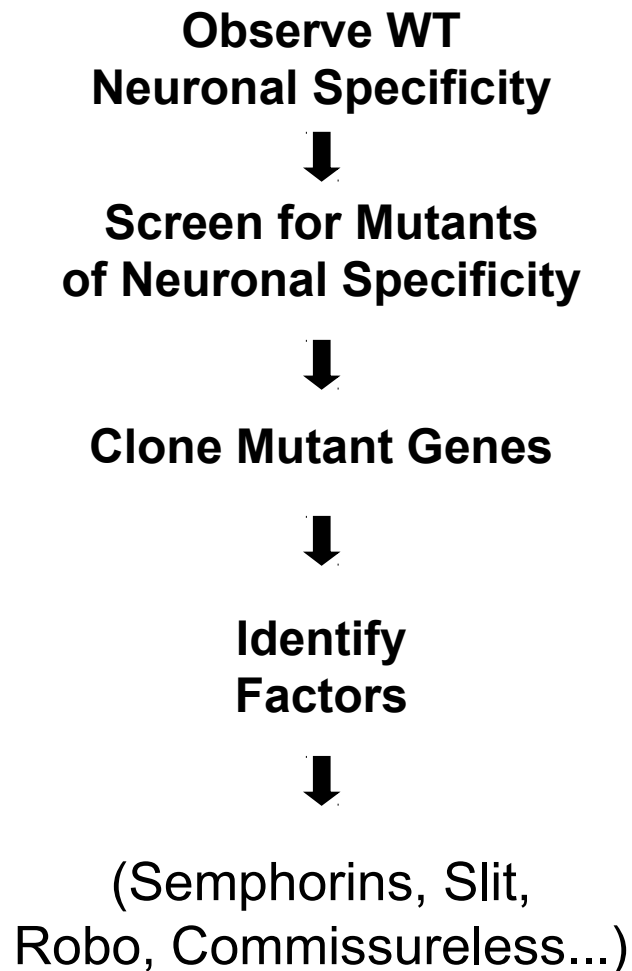 Observe WT
Neuronal Specificity
Screen for Mutants
of Neuronal Specificity
Clone Mutant Genes
Identify
Factors
(Semphorins, Slit,
Robo, Commissureless...)